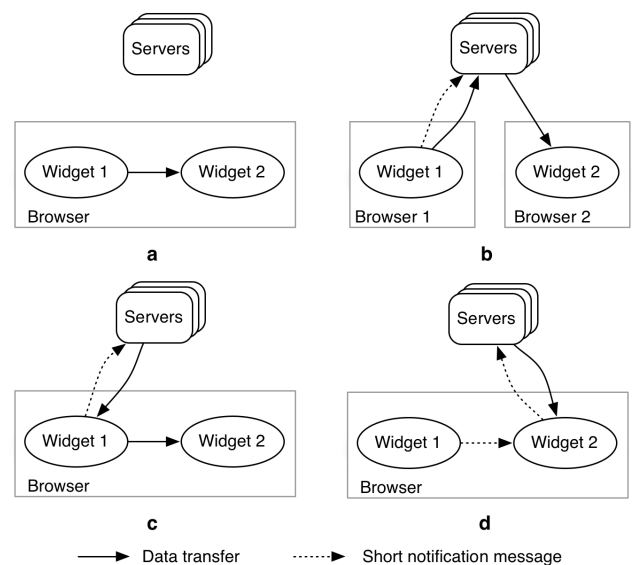 Servers
Widget 1
Widget 2
Browser
a
Servers
Widget 1
Browser 1
Widget 2
Browser 2
b
Servers
Widget 1
Widget 2
Browser
c
Servers
Widget 1
Widget 2
Browser
d
Data transfer
Short notification message